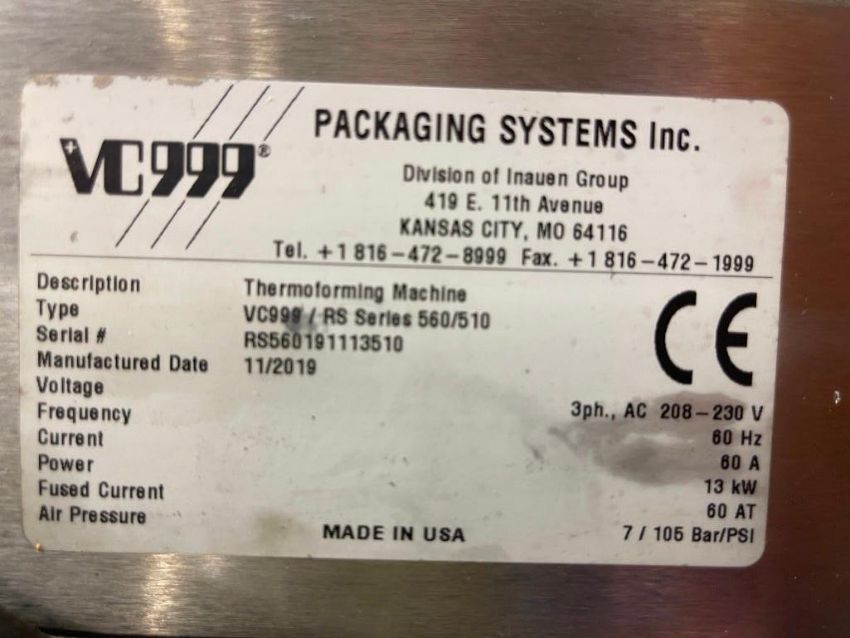 VC999®
PACKAGING SYSTEMS Inc.
Division of Inauen Group
419 E. 11th Avenue
KANSAS CITY, MO 64116
Tel. +1 816-472-8999 Fax. +1 816-472-1999
Description Thermoforming Machine
Type VC999 / RS Series 560/510
Serial # RS560191113510
Manufactured Date 11/2019
Voltage 3ph., AC 208-230 V
Frequency 60 Hz
Current 60 A
Power 13 kW
Fused Current 60 AT
Air Pressure 7 / 105 Bar/PSI
CE
MADE IN USA